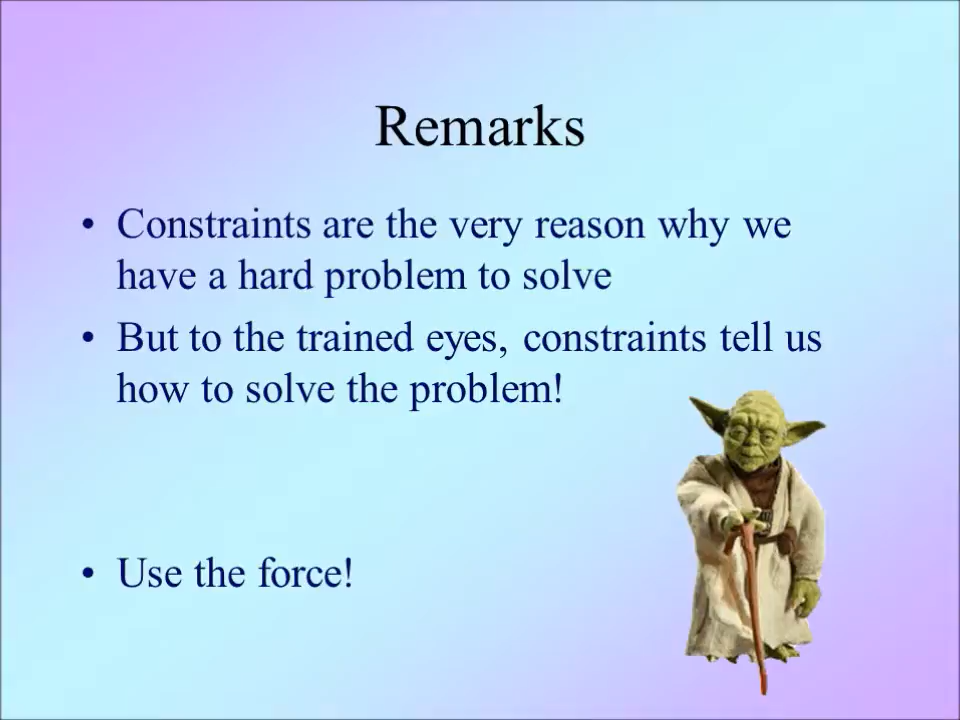 Remarks
• Constraints are the very reason why we
have a hard problem to solve
• But to the trained eyes, constraints tell us
how to solve the problem!
• Use the force!